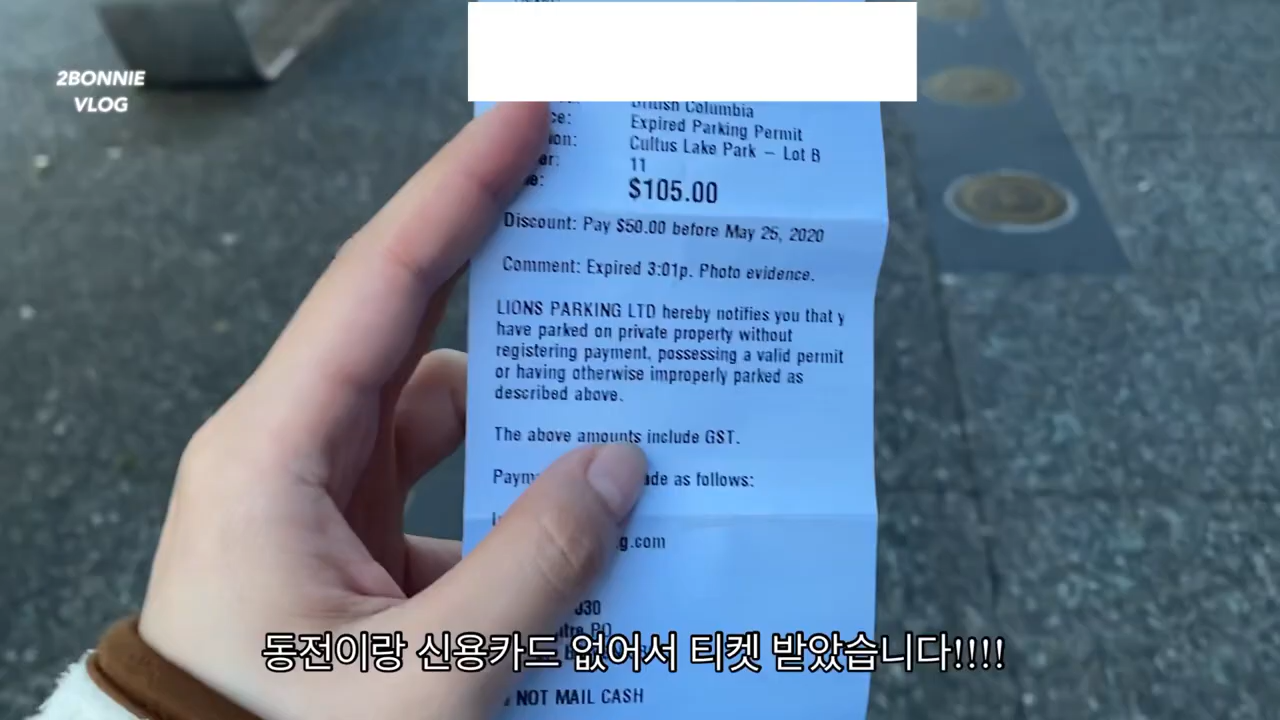 2BONNIE
VLOG
British Columbia
Expired Parking Permit
Cultus Lake Park – Lot B
11
$105.00
Discount: Pay $50.00 before May 25, 2020
Comment: Expired 3:01p. Photo evidence.
LIONS PARKING LTD hereby notifies you that y
have parked on private property without
registering payment, possessing a valid permit
or having otherwise improperly parked as
described above.
The above amounts include GST.
as follows:
g.com
동전이랑 신용카드 없어서 티켓 받았습니다!!!!
NOT MAIL CASH